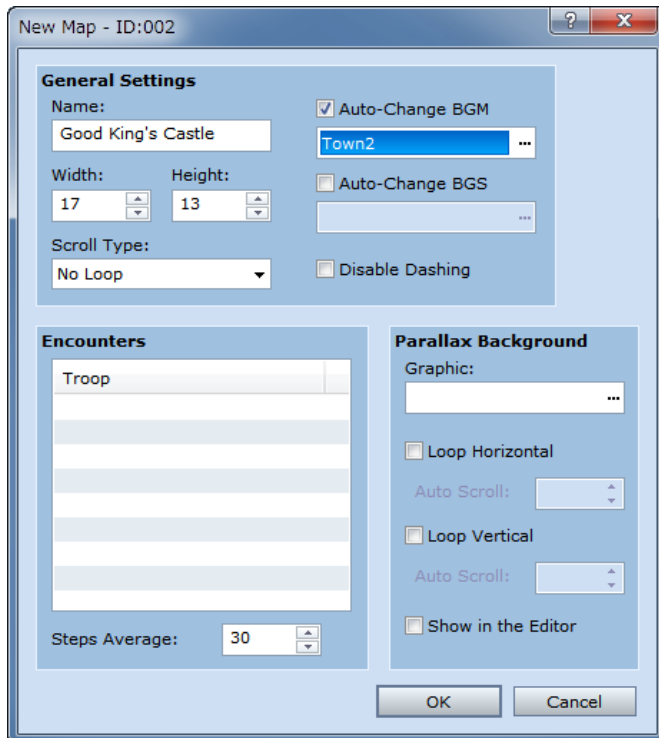 New Map - ID:002
General Settings
Name:
Good King's Castle
Width:
Height:
17
13
Scroll Type:
No Loop
Auto-Change BGM
Town2
...
Auto-Change BGS
...
Disable Dashing
Encounters
Troop
Steps Average:
30
Parallax Background
Graphic:
...
Loop Horizontal
Auto Scroll:
Loop Vertical
Auto Scroll:
Show in the Editor
OK
Cancel